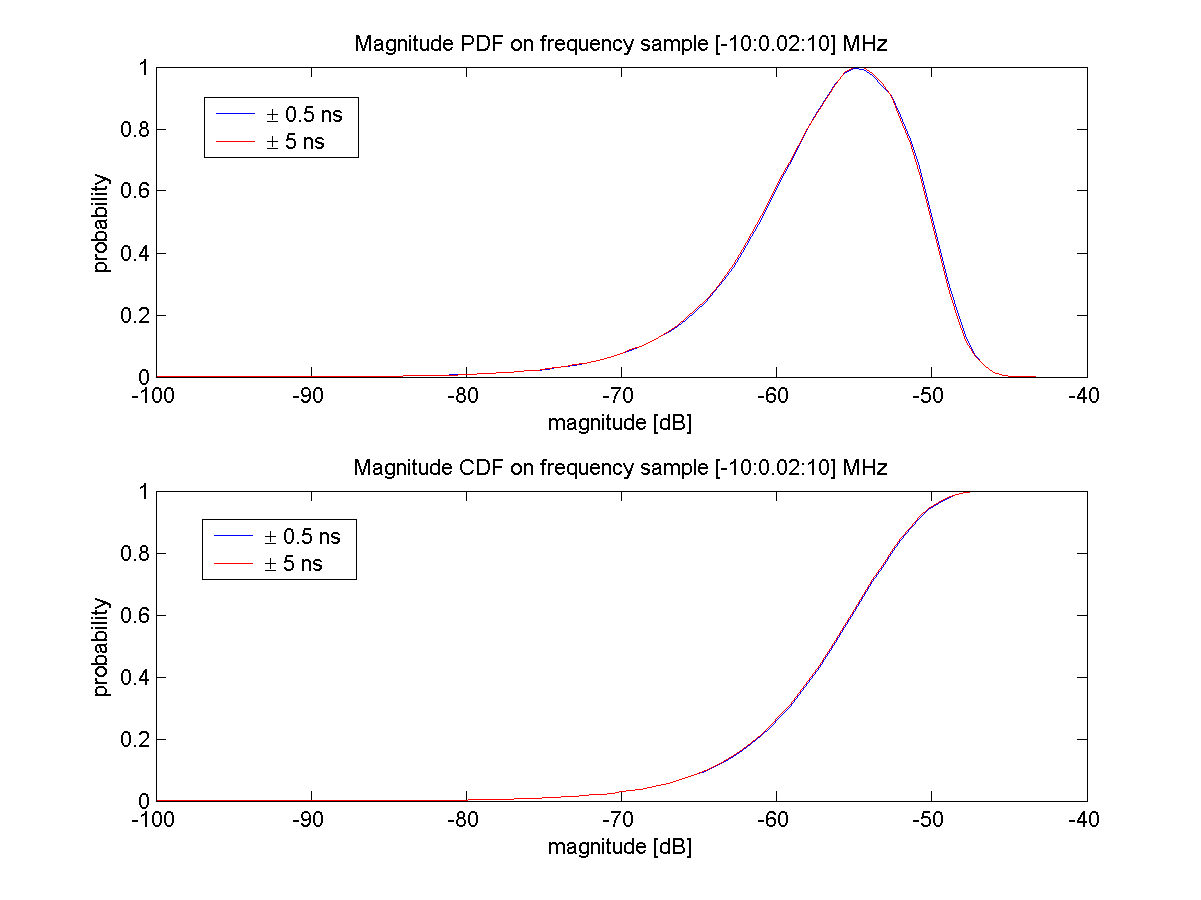 Magnitude PDF on frequency sample [-10:0.02:10] MHz
1
± 0.5 ns
± 5 ns
0.8
0.6
probability
0.4
0.2
0
-100 -90 -80 -70 -60 -50 -40
magnitude [dB]
Magnitude CDF on frequency sample [-10:0.02:10] MHz
1
± 0.5 ns
± 5 ns
0.8
0.6
probability
0.4
0.2
0
-100 -90 -80 -70 -60 -50 -40
magnitude [dB]